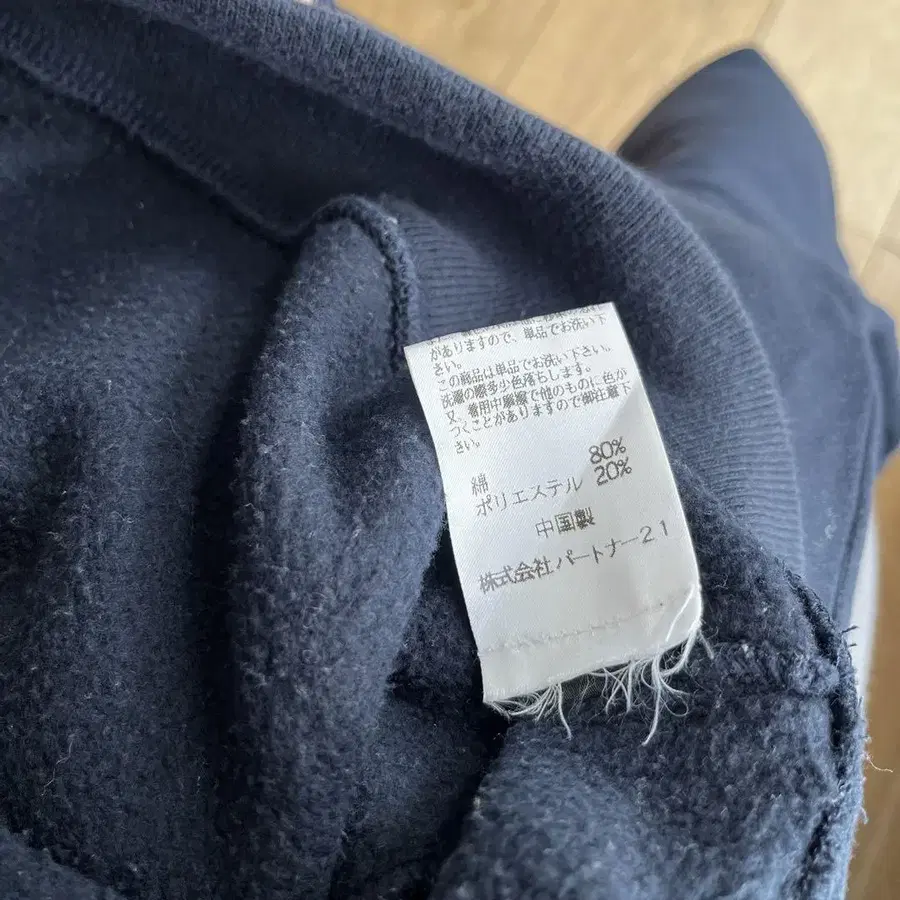 がありますので、単品でお洗い下
さい。
この商品は単品でお洗い下さい。
洗濯の際多少色落ちします。
又、着用中摩擦で他のものに色が
つくことがありますので御注意下
さい。
綿 80%
ポリエステル 20%
中国製
株式会社パートナー21